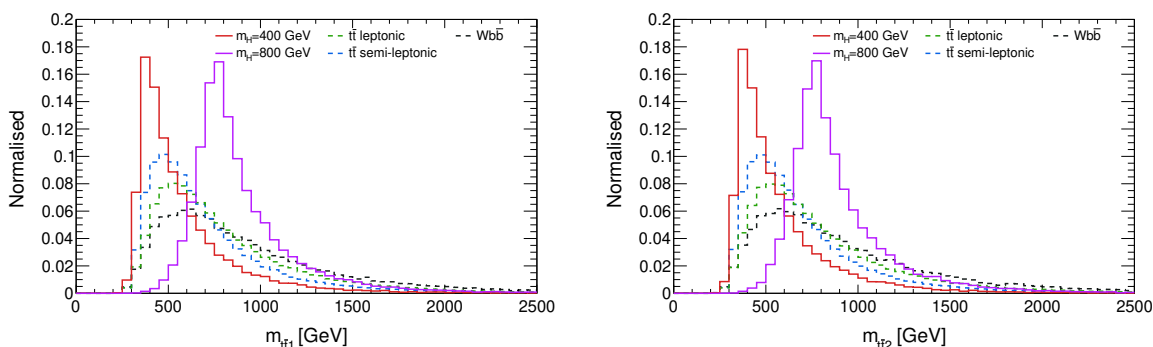 Normalised
0.2
0.18
0.16
0.14
0.12
0.1
0.08
0.06
0.04
0.02
0
m_H=400 GeV
tt̄ leptonic
Wbb̄
m_H=800 GeV
tt̄ semi-leptonic
0 500 1000 1500 2000 2500
m_tt̄1 [GeV]
Normalised
0.2
0.18
0.16
0.14
0.12
0.1
0.08
0.06
0.04
0.02
0
m_H=400 GeV
tt̄ leptonic
Wbb̄
m_H=800 GeV
tt̄ semi-leptonic
0 500 1000 1500 2000 2500
m_tt̄2 [GeV]